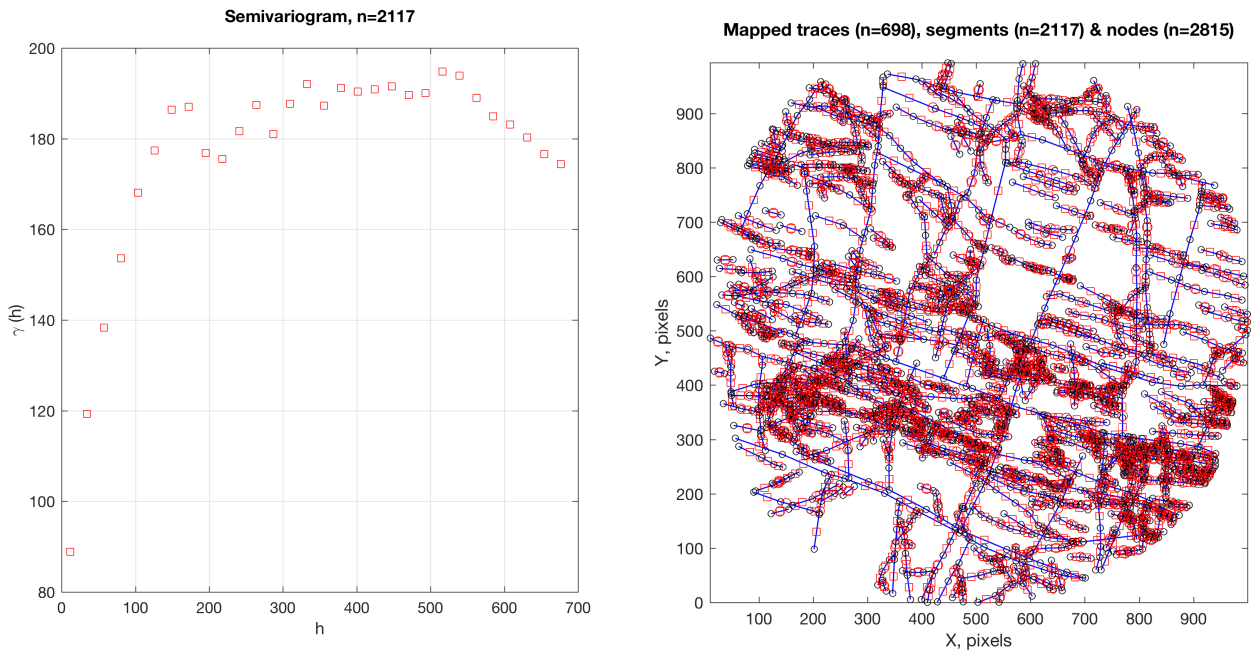 Semivariogram, n=2117
200
180
160
140
120
100
80
γ (h)
0 100 200 300 400 500 600 700
h
Mapped traces (n=698), segments (n=2117) & nodes (n=2815)
900
800
700
600
500
400
300
200
100
0
Y, pixels
100 200 300 400 500 600 700 800 900
X, pixels